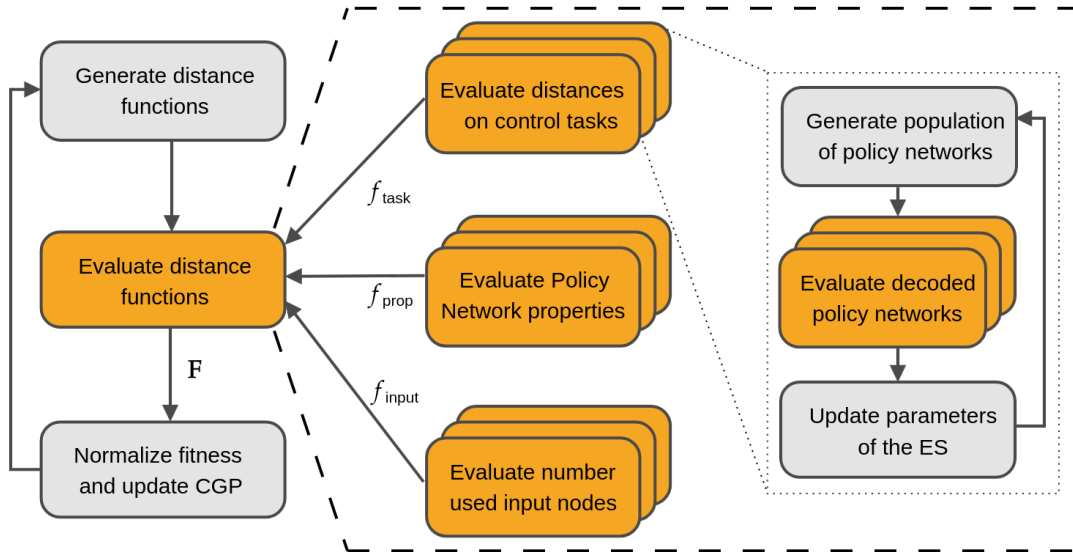 Generate distance
functions
Evaluate distance
functions
F
Normalize fitness
and update CGP
Evaluate distances
on control tasks
f task
Evaluate Policy
Network properties
f prop
f input
Evaluate number
used input nodes
Generate population
of policy networks
Evaluate decoded
policy networks
Update parameters
of the ES